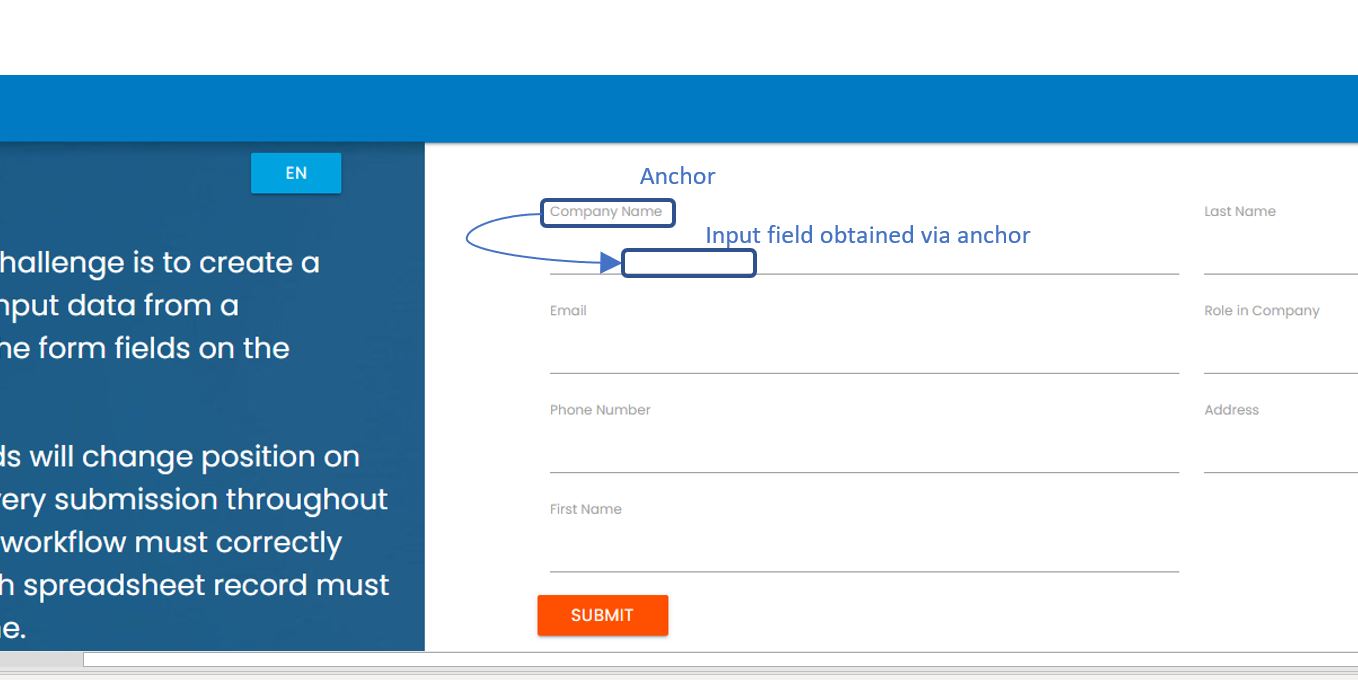 EN
hallenge is to create a
nput data from a
ne form fields on the
ds will change position on
very submission throughout
workflow must correctly
h spreadsheet record must
e.
Anchor
Company Name
Last Name
Input field obtained via anchor
Email
Role in Company
Phone Number
Address
First Name
SUBMIT